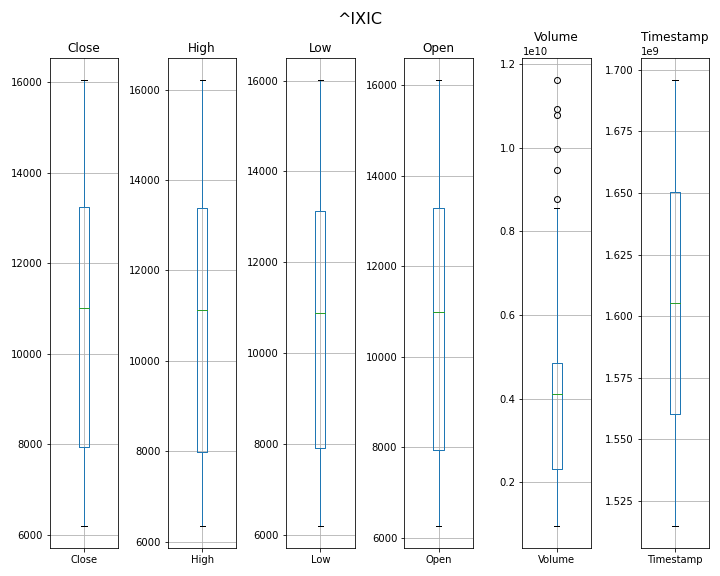 ^IXIC
Close
16000
14000
12000
10000
8000
6000
Close
High
16000
14000
12000
10000
8000
6000
High
Low
16000
14000
12000
10000
8000
6000
Low
Open
16000
14000
12000
10000
8000
6000
Open
Volume
1e10
1.2
1.0
0.8
0.6
0.4
0.2
Volume
Timestamp
1e9
1.700
1.675
1.650
1.625
1.600
1.575
1.550
1.525
Timestamp